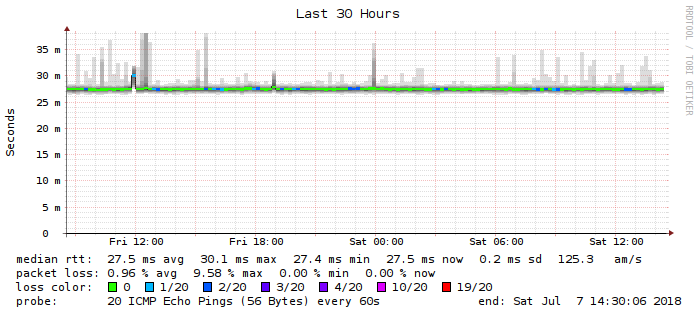 Last 30 Hours
RRDTOOL / TOBI OETIKER
Seconds
35 m
30 m
25 m
20 m
15 m
10 m
5 m
0
Fri 12:00 Fri 18:00 Sat 00:00 Sat 06:00 Sat 12:00
median rtt: 27.5 ms avg 30.1 ms max 27.4 ms min 27.5 ms now 0.2 ms sd 125.3 am/s
packet loss: 0.96 % avg 9.58 % max 0.00 % min 0.00 % now
loss color: 0 1/20 2/20 3/20 4/20 10/20 19/20
probe: 20 ICMP Echo Pings (56 Bytes) every 60s end: Sat Jul 7 14:30:06 2018